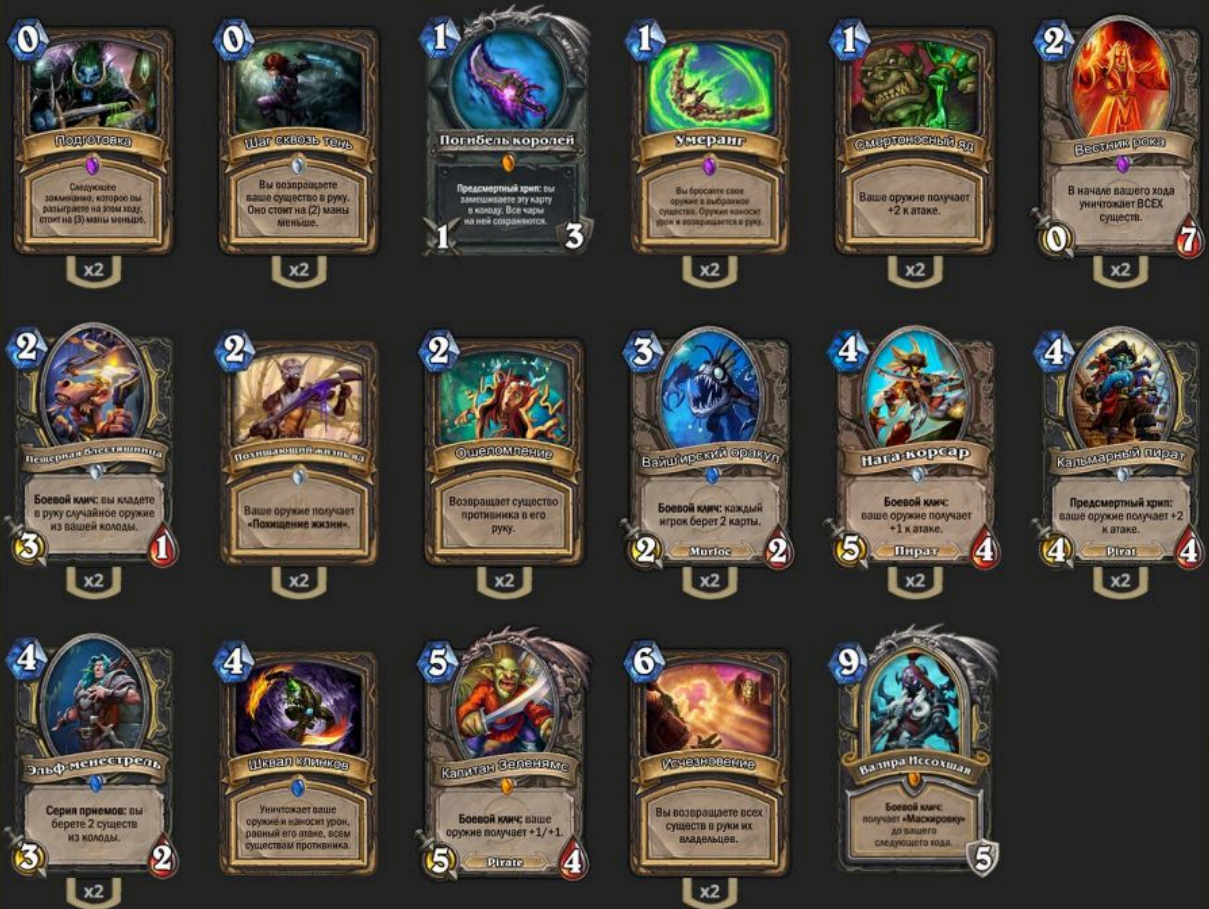 0
Подготовка
Следующее
заклинание, которое вы
разыграете на этом ходу,
стоит на (3) маны меньше.
x2
0
Шаг сквозь тень
Вы возвращаете
ваше существо в руку.
Оно стоит на (2) маны
меньше.
x2
1
Погибель королей
Предсмертный хрип: вы
замешиваете эту карту
в колоду. Все чары
на ней сохраняются.
1
3
1
Умеранг
Вы бросаете свое
оружие в выбранное
существо. Оружие наносит
урон и возвращается в руку.
x2
1
Смертоносный яд
Ваше оружие получает
+2 к атаке.
x2
2
Вестник рока
В начале вашего хода
уничтожает ВСЕХ
существ.
0
7
x2
2
Пещерная блестяшница
Боевой клич: вы кладете
в руку случайное оружие
из вашей колоды.
3
1
x2
2
Похищающий жизнь яд
Ваше оружие получает
«Похищение жизни».
x2
2
Ошеломление
Возвращает существо
противника в его
руку.
x2
3
Вайш'ирский оракул
Боевой клич: каждый
игрок берет 2 карты.
2
Murloc
2
x2
4
Нага-корсар
Боевой клич:
ваше оружие получает
+1 к атаке.
5
Пират
4
x2
4
Кальмарный пират
Предсмертный хрип:
ваше оружие получает +2
к атаке.
4
Pirat
4
x2
4
Эльф-менестрель
Серия приемов: вы
берете 2 существ
из колоды.
3
2
x2
4
Шквал клинков
Уничтожает ваше
оружие и наносит урон,
равный его атаке, всем
существам противника.
5
Капитан Зеленямс
Боевой клич: ваше
оружие получает +1/+1.
5
Pirate
4
6
Исчезновение
Вы возвращаете всех
существ в руки их
владельцев.
x2
9
Валира Иссохшая
Боевой клич:
получает «Маскировку»
до вашего
следующего хода.
5